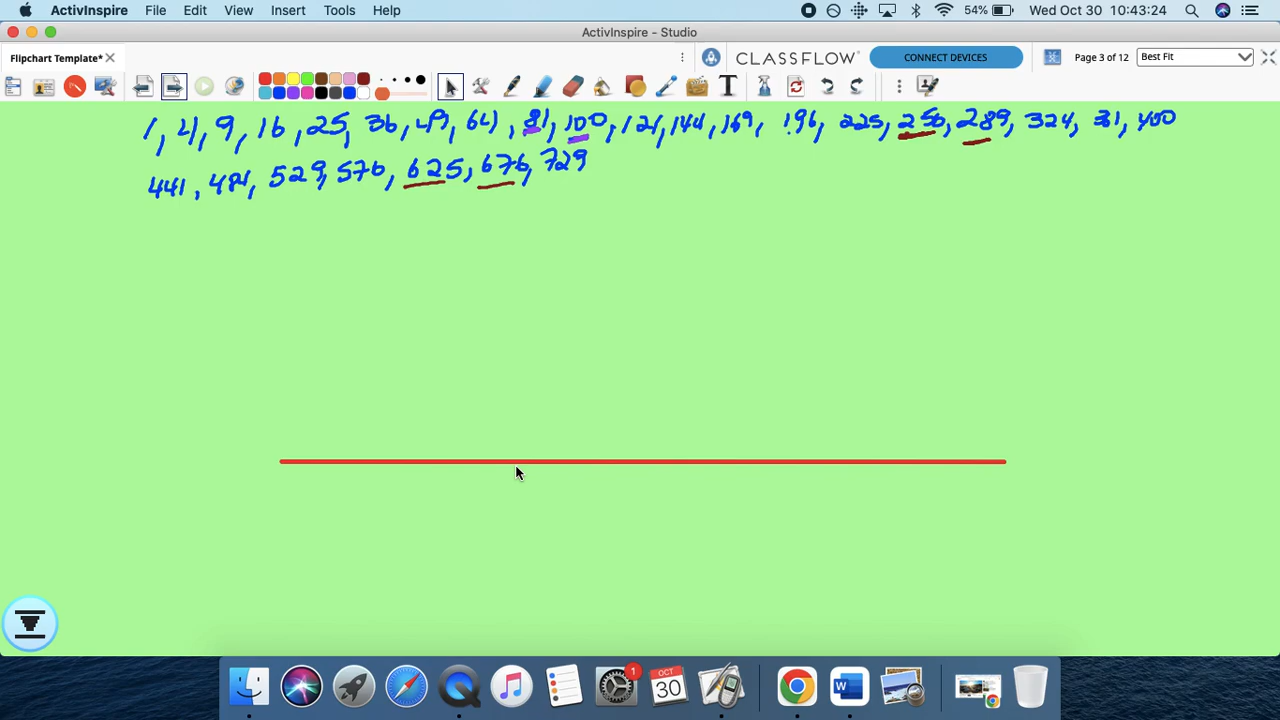 ActivInspire File Edit View Insert Tools Help 54% Wed Oct 30 10:43:24
ActivInspire - Studio
Flipchart Template* CLASSFLOW CONNECT DEVICES Page 3 of 12 Best Fit
T
1, 4, 9, 16, 25, 36, 49, 64, 81, 100, 121, 144, 169, 196, 225, 256, 289, 324, 31, 400
441, 484, 529, 576, 625, 676, 729
1
OCT
30